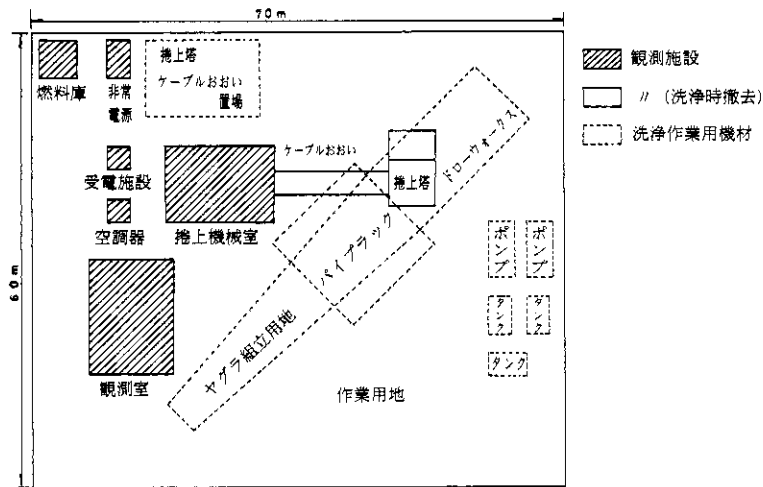 70m
60m
燃料庫
非常
電源
捲上塔
ケーブルおおい
置場
受電施設
空調器
捲上機械室
ケーブルおおい
捲上塔
ドローウォークス
パイプラック
ヤグラ組立用地
観測室
作業用地
ポンプ
ポンプ
タンク
タンク
タンク
観測施設
〃 (洗浄時撤去)
洗浄作業用機材